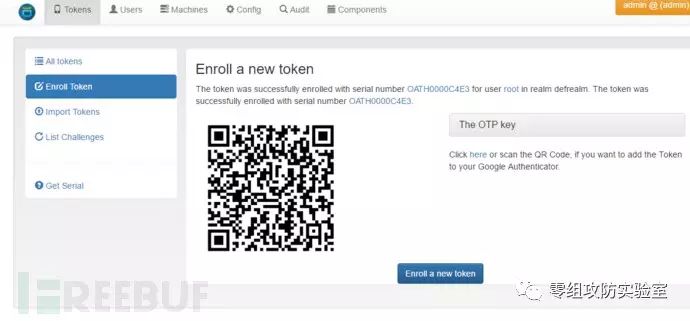 Tokens Users Machines Config Audit Components admin @ (admin)
All tokens
Enroll Token
Import Tokens
List Challenges
Get Serial
Enroll a new token
The token was successfully enrolled with serial number OATH0000C4E3 for user root in realm defrealm. The token was
successfully enrolled with serial number OATH0000C4E3.
The OTP key
Click here or scan the QR Code, if you want to add the Token
to your Google Authenticator.
Enroll a new token
FREEBUF
零组攻防实验室